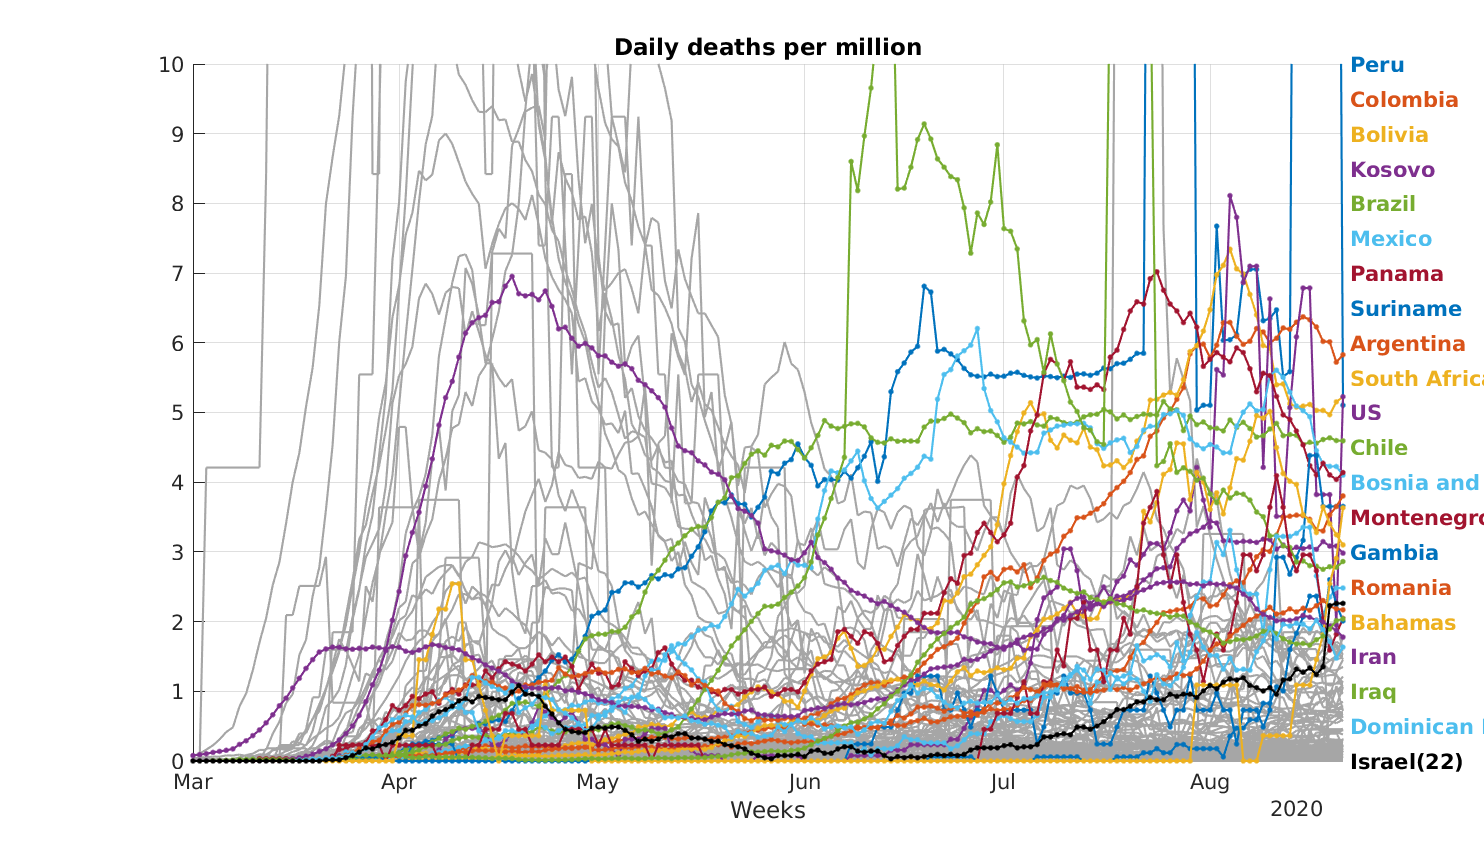 Daily deaths per million
10
9
8
7
6
5
4
3
2
1
0
Mar
Apr
May
Jun
Jul
Aug
Weeks
2020
Peru
Colombia
Bolivia
Kosovo
Brazil
Mexico
Panama
Suriname
Argentina
South Africa
US
Chile
Bosnia and
Montenegro
Gambia
Romania
Bahamas
Iran
Iraq
Dominican
Israel(22)